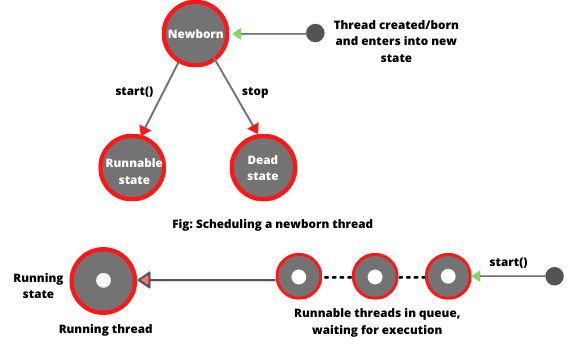 Newborn
Thread created/born
and enters into new
state
start()
stop
Runnable
state
Dead
state
Fig: Scheduling a newborn thread
Running
state
Running thread
start()
Runnable threads in queue,
waiting for execution